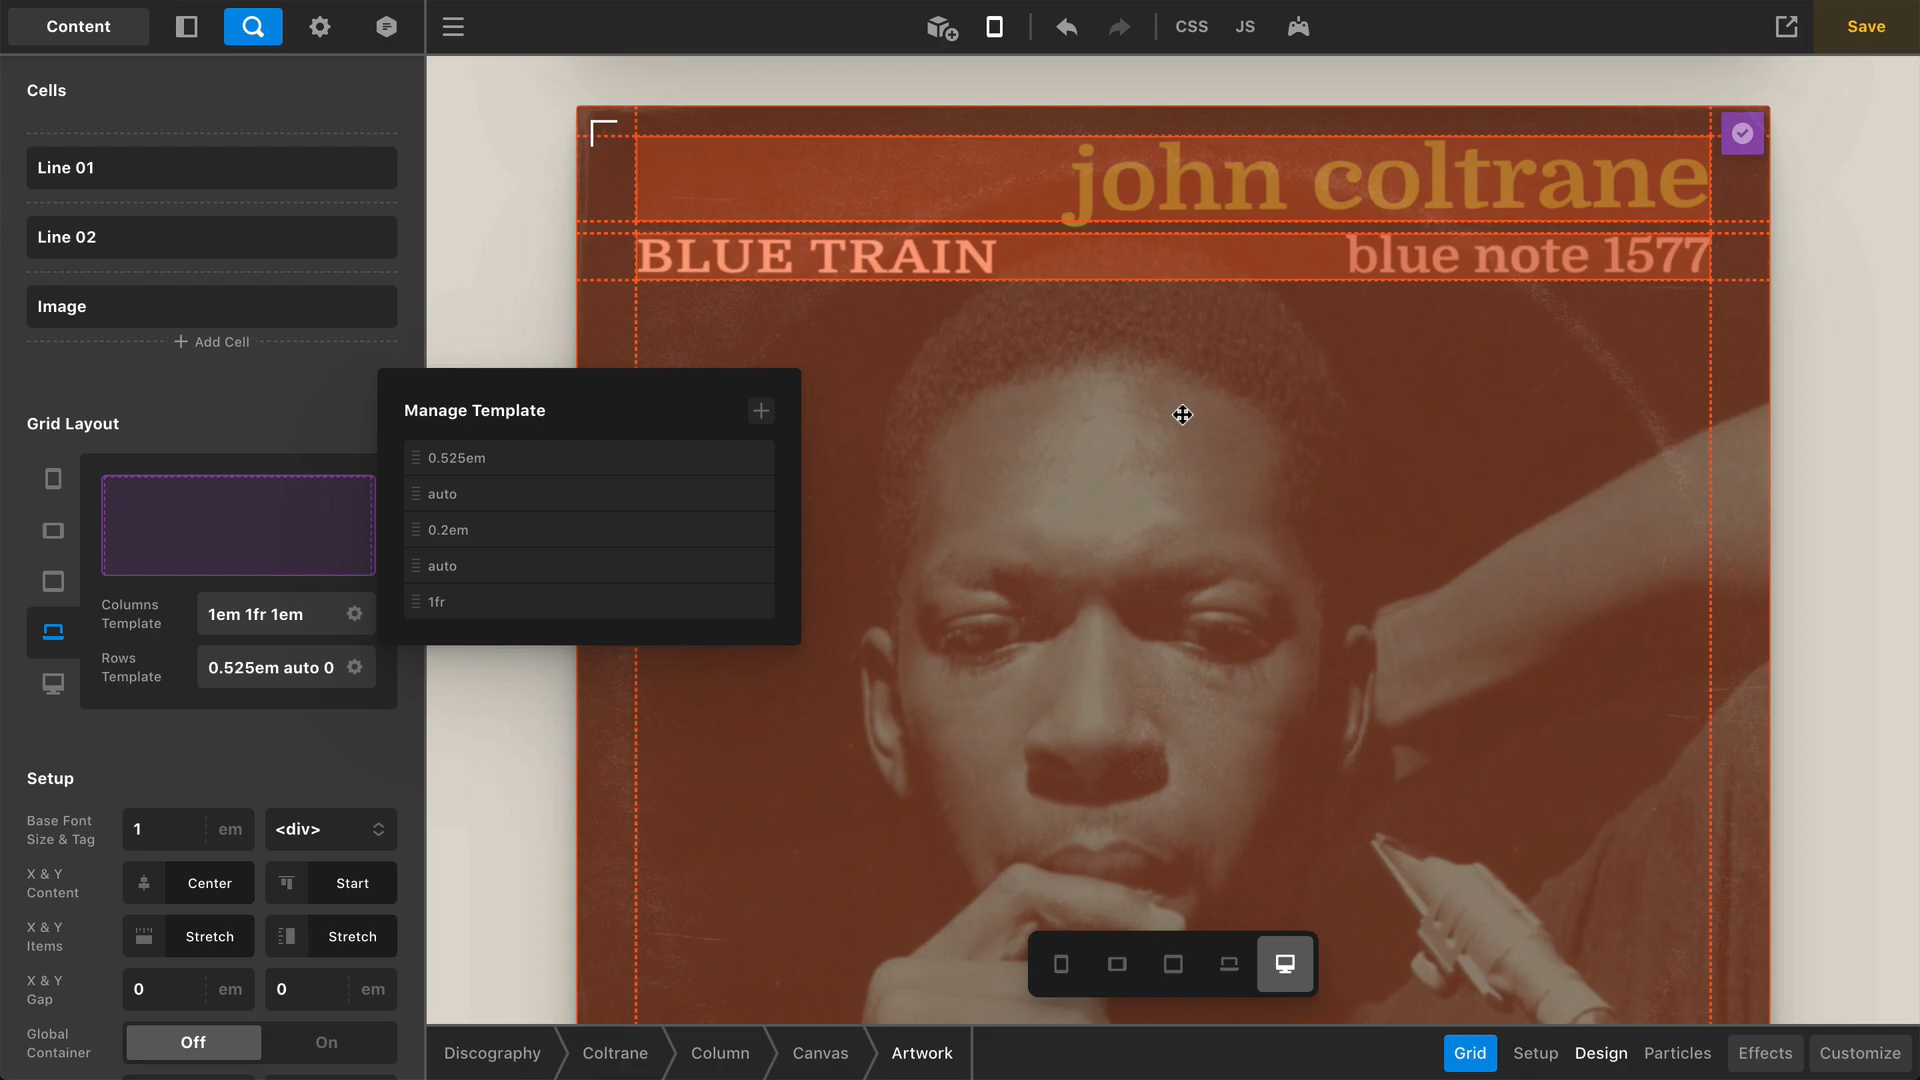 Content
CSS
JS
Save
Cells
Line 01
Line 02
Image
Add Cell
Grid Layout
Columns
Template
1em 1fr 1em
Rows
Template
0.525em auto 0
Manage Template
0.525em
auto
0.2em
auto
1fr
john coltrane
BLUE TRAIN
blue note 1577
Setup
Base Font
Size & Tag
1
em
<div>
X & Y
Content
Center
Start
X & Y
Items
Stretch
Stretch
X & Y
Gap
0
em
0
em
Global
Container
Off
On
Discography
Coltrane
Column
Canvas
Artwork
Grid
Setup
Design
Particles
Effects
Customize